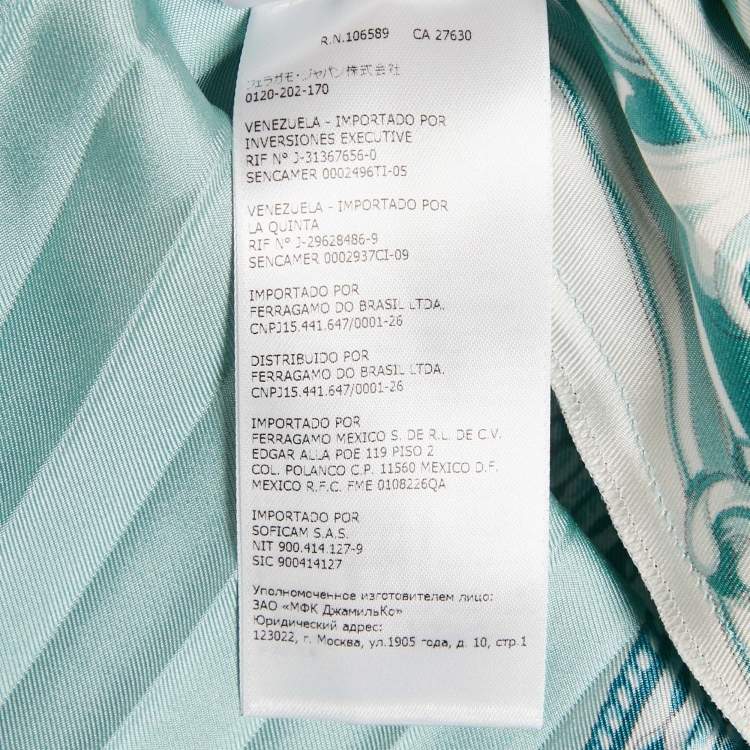 R.N.106589 CA 27630
フェラガモ・ジャパン株式会社
0120-202-170
VENEZUELA - IMPORTADO POR
INVERSIONES EXECUTIVE
RIF Nº J-31367656-0
SENCAMER 0002496TI-05
VENEZUELA - IMPORTADO POR
LA QUINTA
RIF Nº J-29628486-9
SENCAMER 0002937CI-09
IMPORTADO POR
FERRAGAMO DO BRASIL LTDA.
CNPJ15.441.647/0001-26
DISTRIBUIDO POR
FERRAGAMO DO BRASIL LTDA.
CNPJ15.441.647/0001-26
IMPORTADO POR
FERRAGAMO MEXICO S. DE R.L. DE C.V.
EDGAR ALLA POE 119 PISO 2
COL. POLANCO C.P. 11560 MEXICO D.F.
MEXICO R.F.C. FME 0108226QA
IMPORTADO POR
SOFICAM S.A.S.
NIT 900.414.127-9
SIC 900414127
Уполномоченное изготовителем лицо:
ЗАО «МФК ДжамильКо»
Юридический адрес:
123022, г. Москва, ул.1905 года, д. 10, стр.1